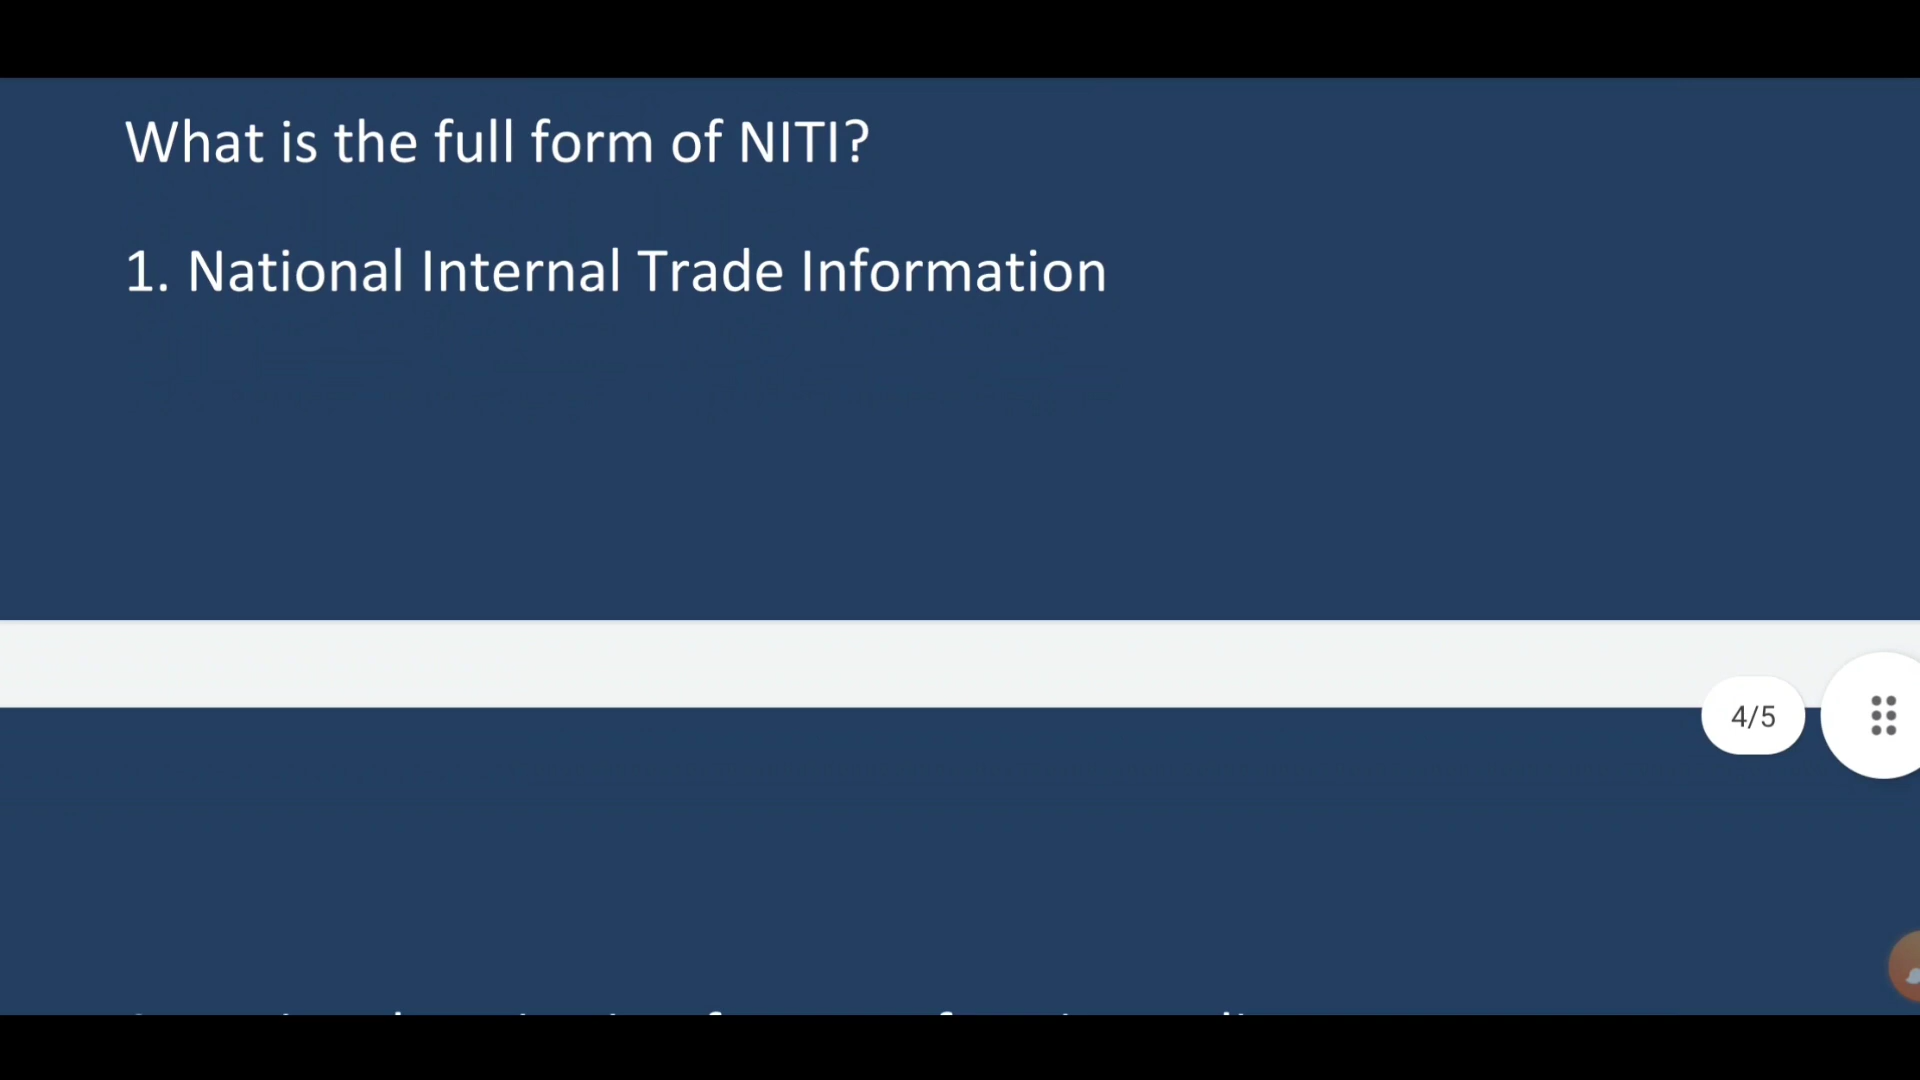 What is the full form of NITI?
1. National Internal Trade Information
4/5